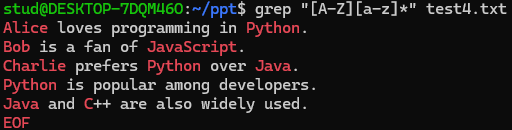 stud@DESKTOP-7DQM46O:~/ppt$ grep "[A-Z][a-z]*" test4.txt
Alice loves programming in Python.
Bob is a fan of JavaScript.
Charlie prefers Python over Java.
Python is popular among developers.
Java and C++ are also widely used.
EOF